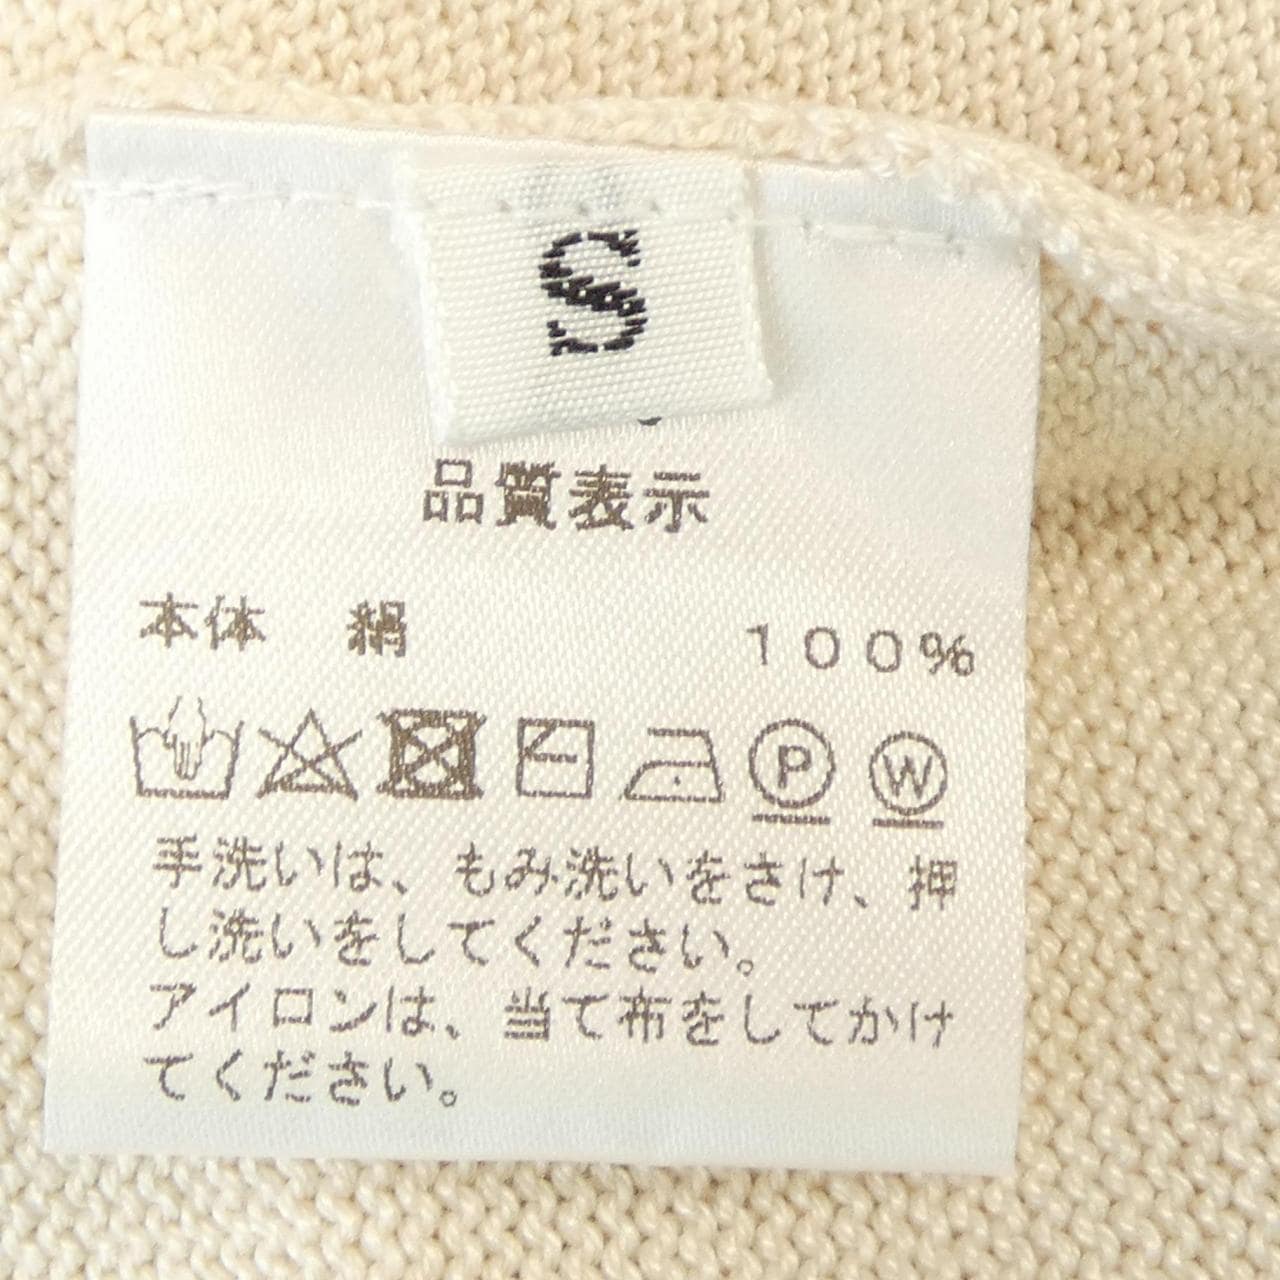 S
品質表示
本体 絹 100%
P W
手洗いは、もみ洗いをさけ、押
し洗いをしてください。
アイロンは、当て布をしてかけ
てください。